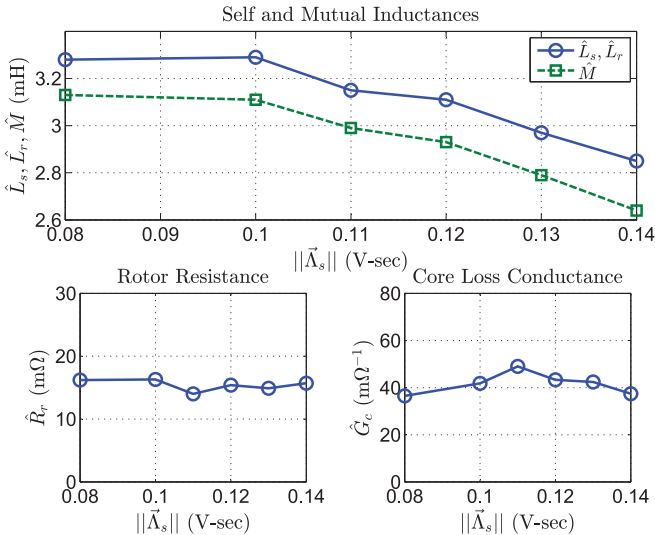 Self and Mutual Inductances
L̂s, L̂r, M̂ (mH)
3.2
3
2.8
2.6
L̂s, L̂r
M̂
0.08
0.09
0.1
0.11
0.12
0.13
0.14
||Λ⃗s|| (V-sec)
Rotor Resistance
R̂r (mΩ)
30
15
0
0.08
0.1
0.12
0.14
||Λ⃗s|| (V-sec)
Core Loss Conductance
Ĝc (mΩ⁻¹)
80
60
40
20
0
0.08
0.1
0.12
0.14
||Λ⃗s|| (V-sec)